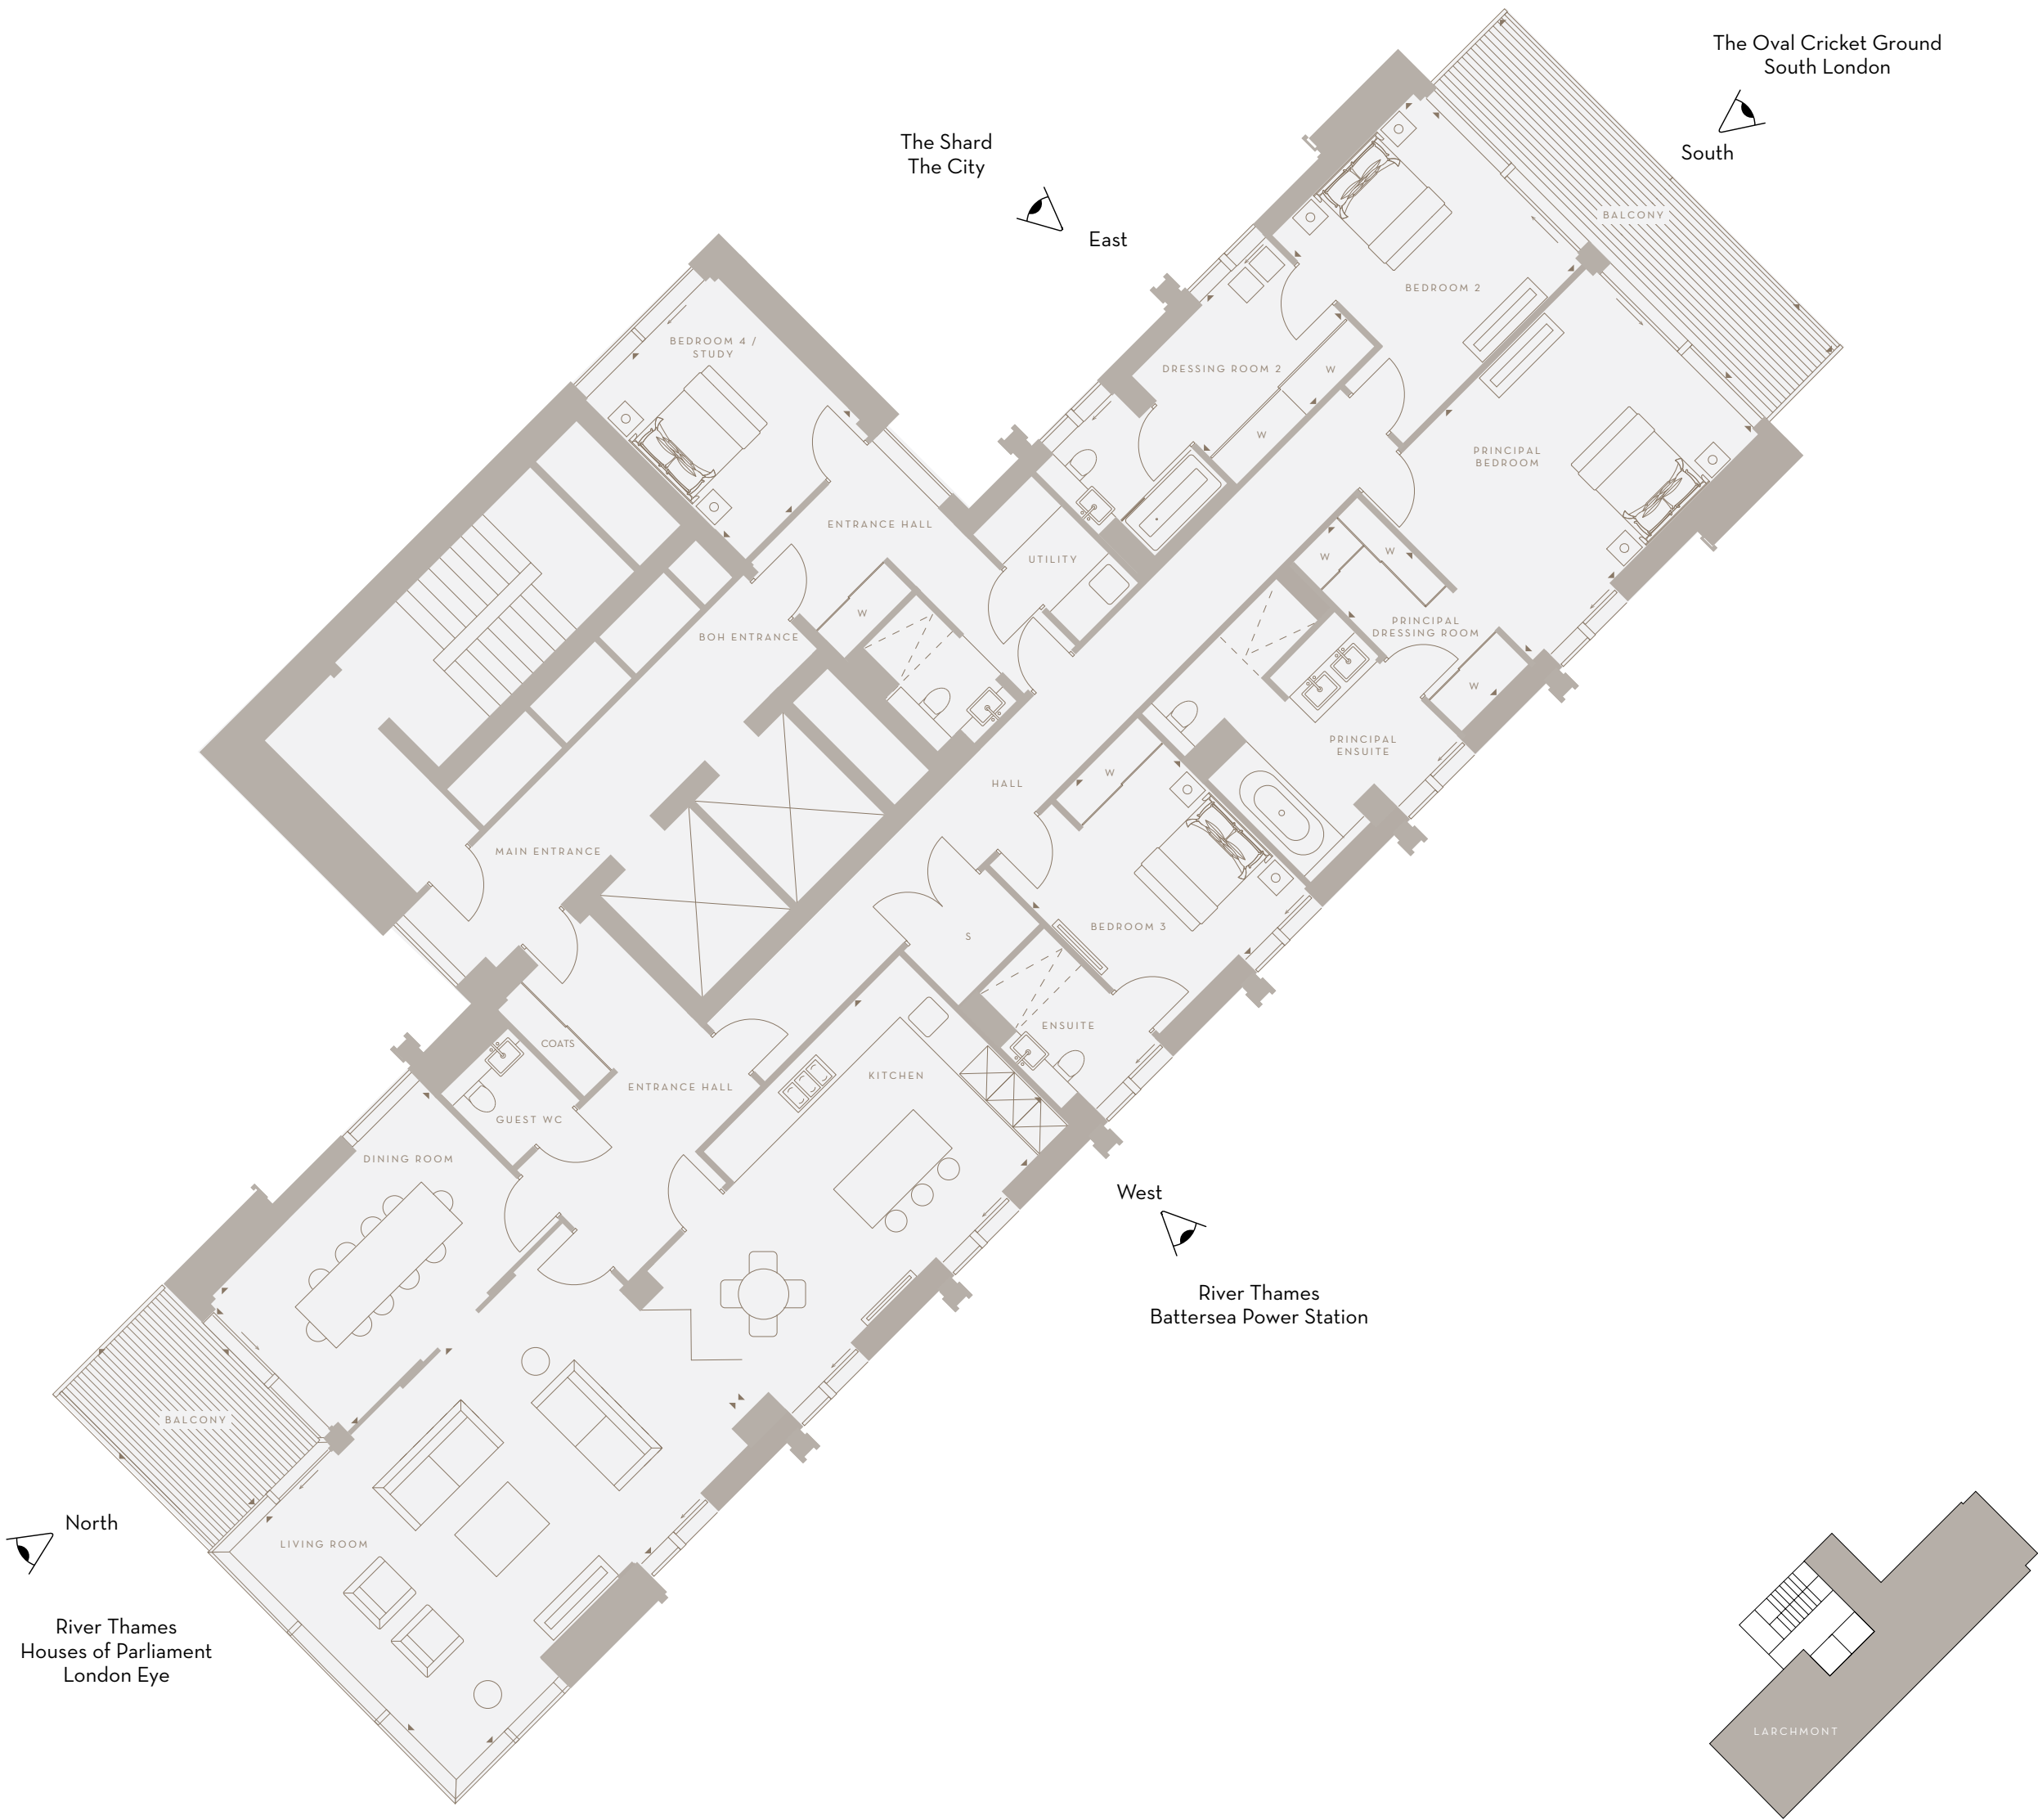 The Oval Cricket Ground
South London
South
The Shard
The City
East
BALCONY
BEDROOM 2
BEDROOM 4 /
STUDY
DRESSING ROOM 2
W
W
PRINCIPAL
BEDROOM
ENTRANCE HALL
UTILITY
W
W
W
BOH ENTRANCE
PRINCIPAL
DRESSING ROOM
W
PRINCIPAL
ENSUITE
HALL
W
MAIN ENTRANCE
BEDROOM 3
S
ENSUITE
COATS
KITCHEN
ENTRANCE HALL
GUEST WC
DINING ROOM
West
River Thames
Battersea Power Station
BALCONY
North
LIVING ROOM
River Thames
Houses of Parliament
London Eye
LARCHMONT